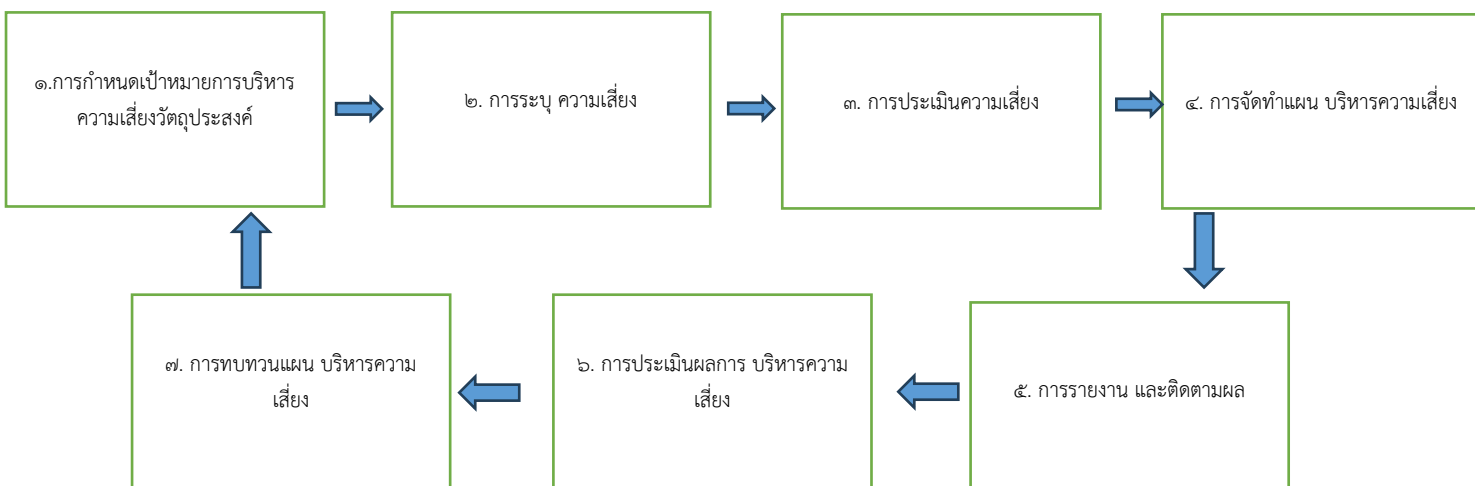 ๑.การกำหนดเป้าหมายการบริหาร
ความเสี่ยงวัตถุประสงค์
๒. การระบุ ความเสี่ยง
๓. การประเมินความเสี่ยง
๔. การจัดทำแผน บริหารความเสี่ยง
๕. การรายงาน และติดตามผล
๖. การประเมินผลการ บริหารความ
เสี่ยง
๗. การทบทวนแผน บริหารความ
เสี่ยง